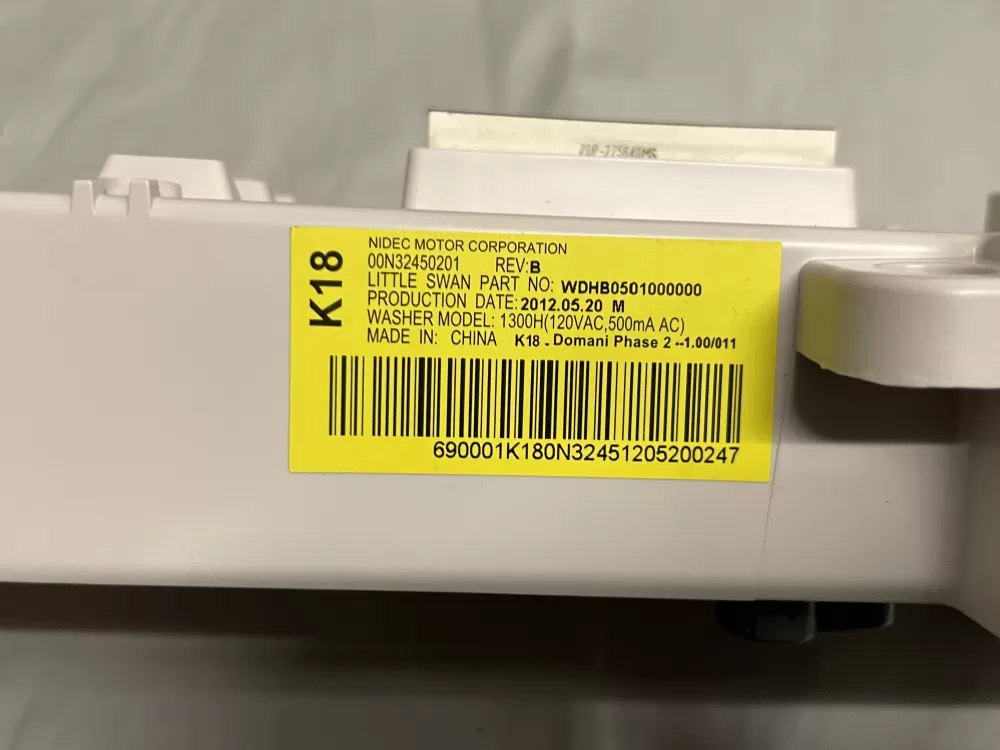 K18
NIDEC MOTOR CORPORATION
00N32450201 REV:B
LITTLE SWAN PART NO: WDHB0501000000
PRODUCTION DATE: 2012.05.20 M
WASHER MODEL: 1300H(120VAC,500mA AC)
MADE IN: CHINA K18 - Domani Phase 2 --1.00/011
690001K180N32451205200247